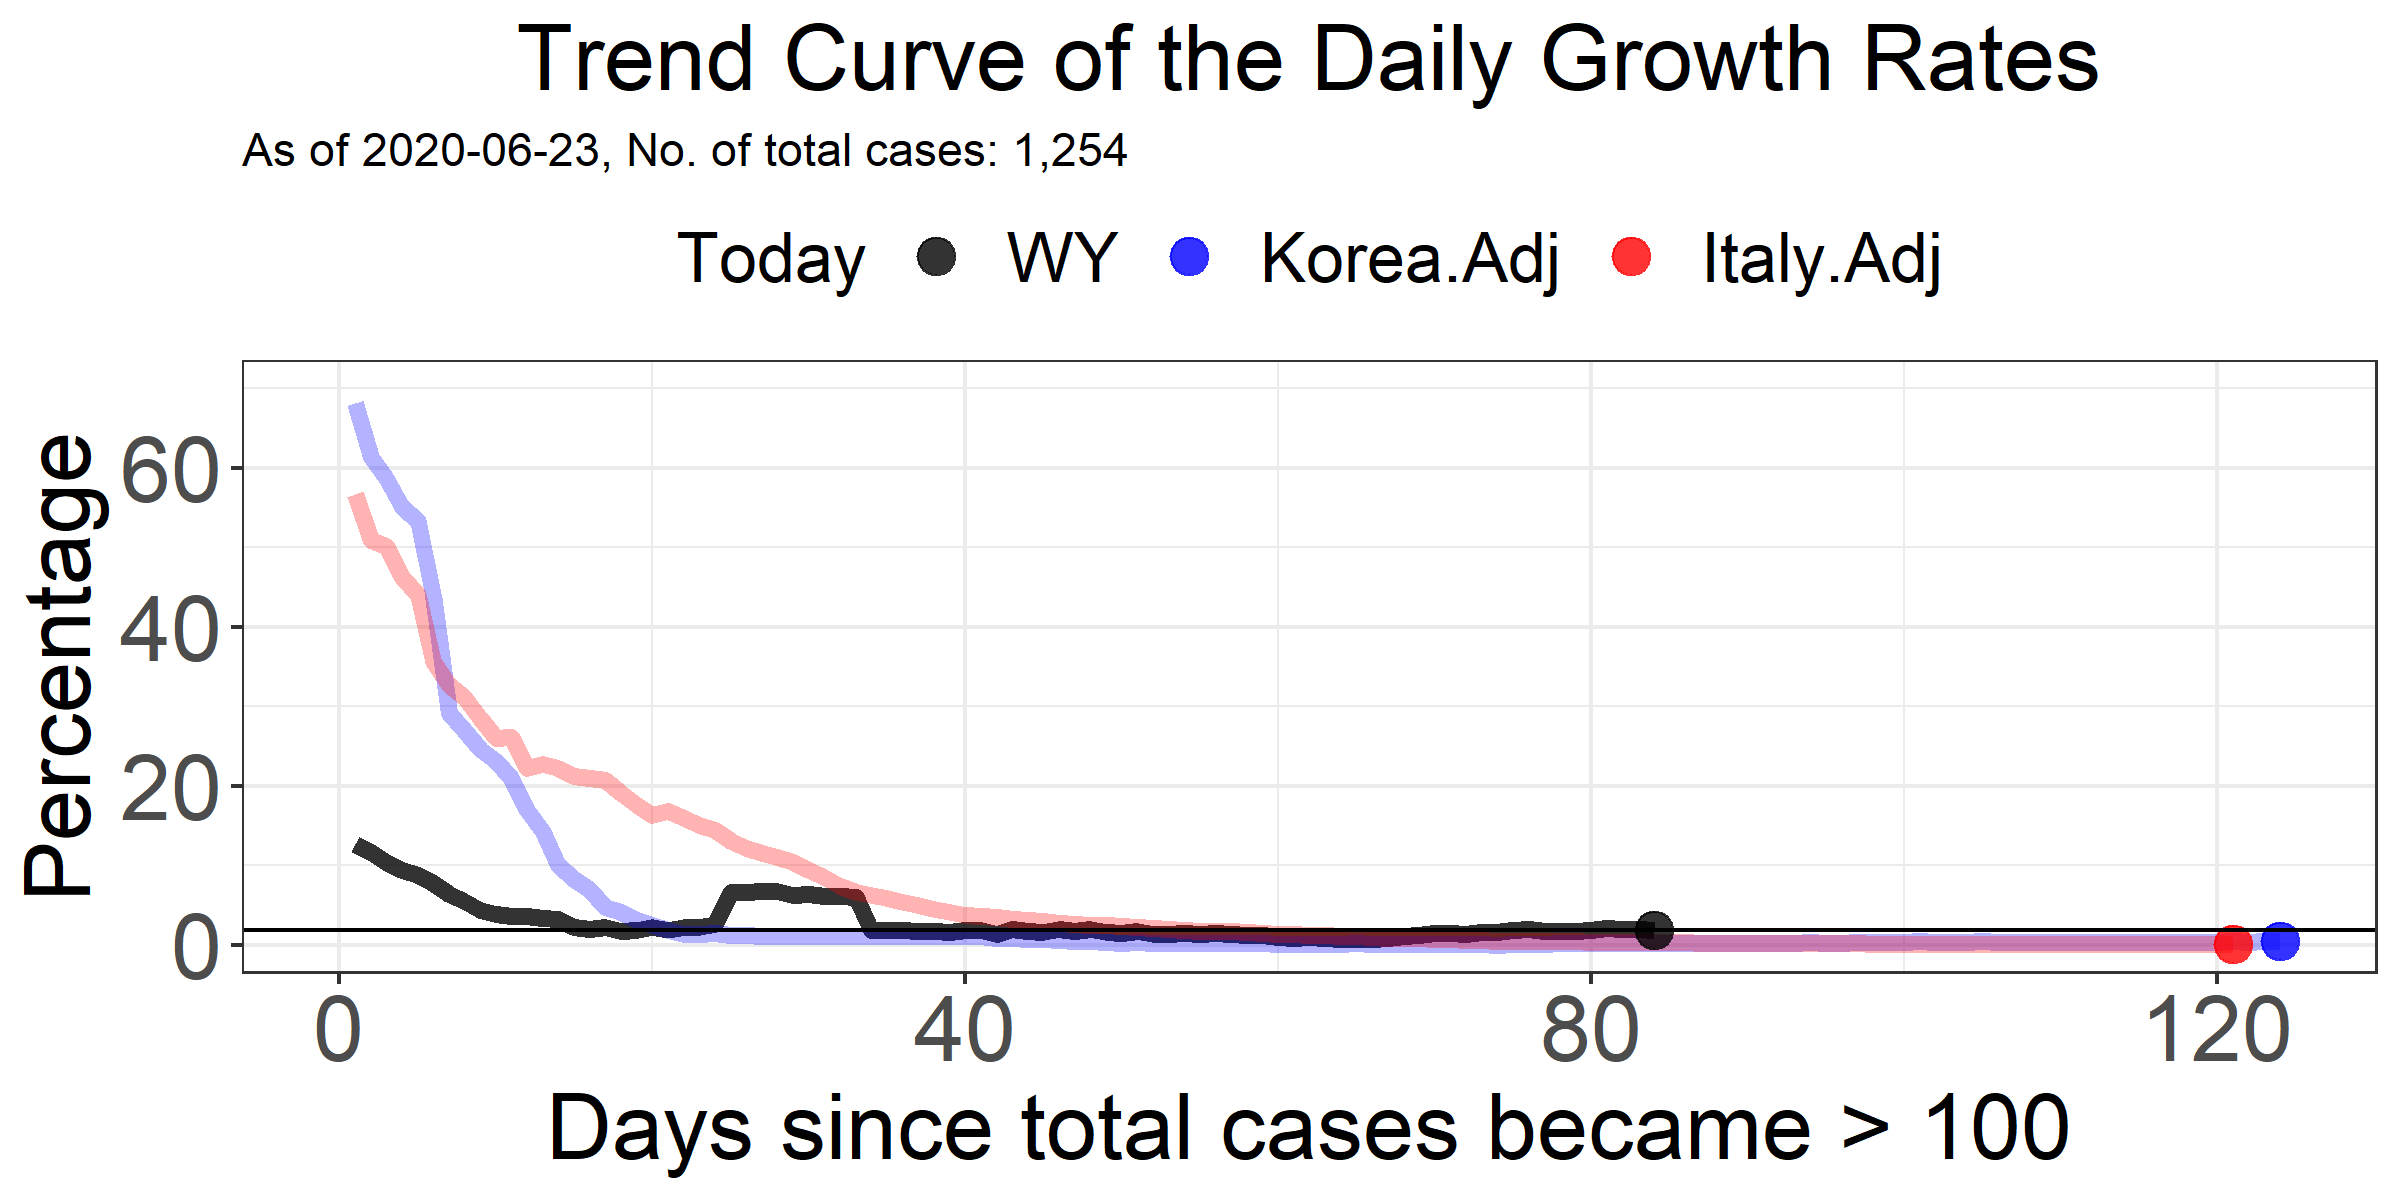 Trend Curve of the Daily Growth Rates
As of 2020-06-23, No. of total cases: 1,254
Today WY Korea.Adj Italy.Adj
Percentage
60
40
20
0
0 40 80 120
Days since total cases became > 100